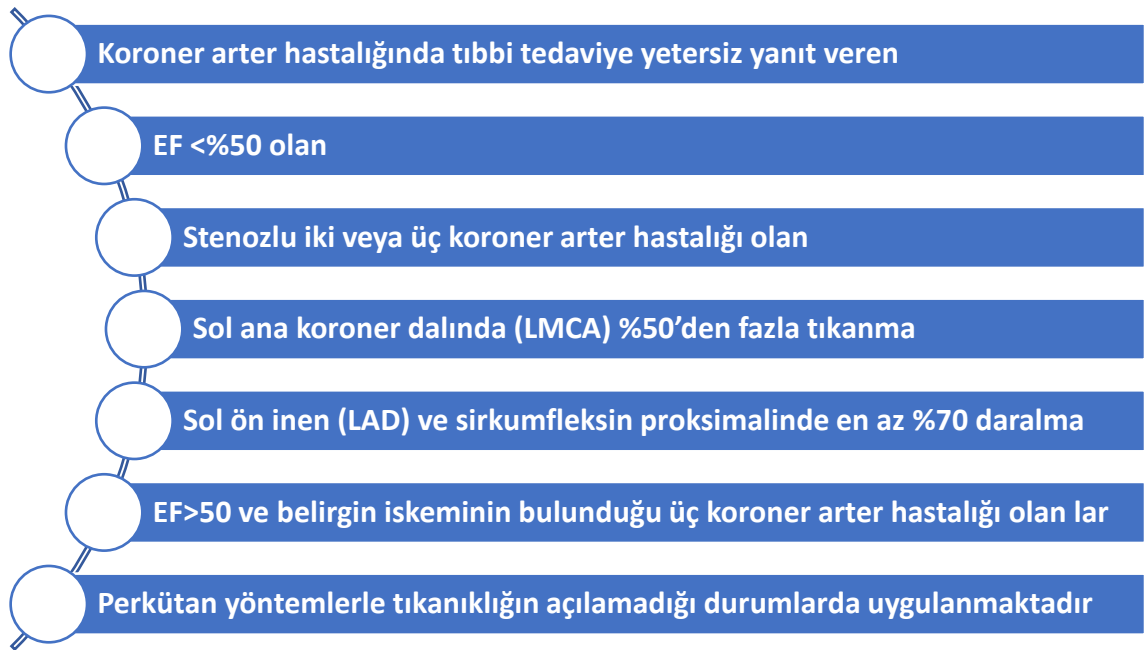 Koroner arter hastalığında tıbbi tedaviye yetersiz yanıt veren
EF <%50 olan
Stenozlu iki veya üç koroner arter hastalığı olan
Sol ana koroner dalında (LMCA) %50’den fazla tıkanma
Sol ön inen (LAD) ve sirkumfleksin proksimalinde en az %70 daralma
EF>50 ve belirgin iskeminin bulunduğu üç koroner arter hastalığı olan lar
Perkütan yöntemlerle tıkanıklığın açılamadığı durumlarda uygulanmaktadır